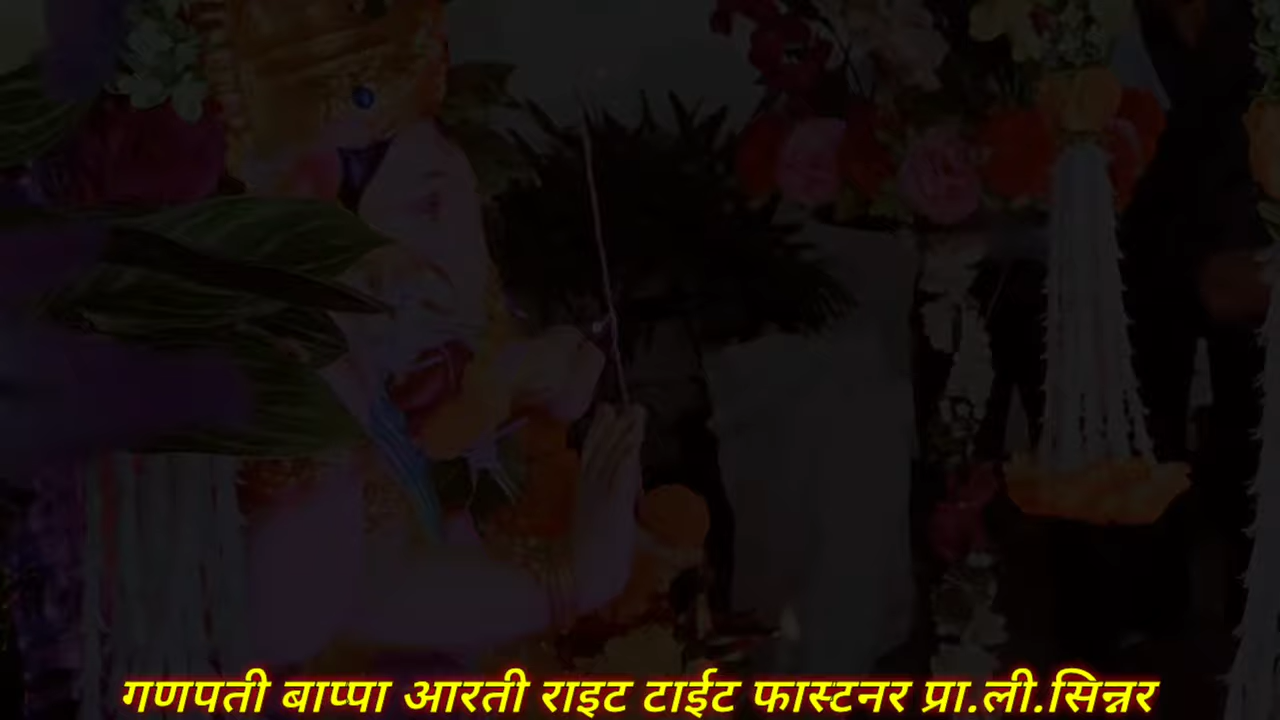 गणपती बाप्पा आरती राइट टाईट फास्टनर प्रा.ली.सिन्नर